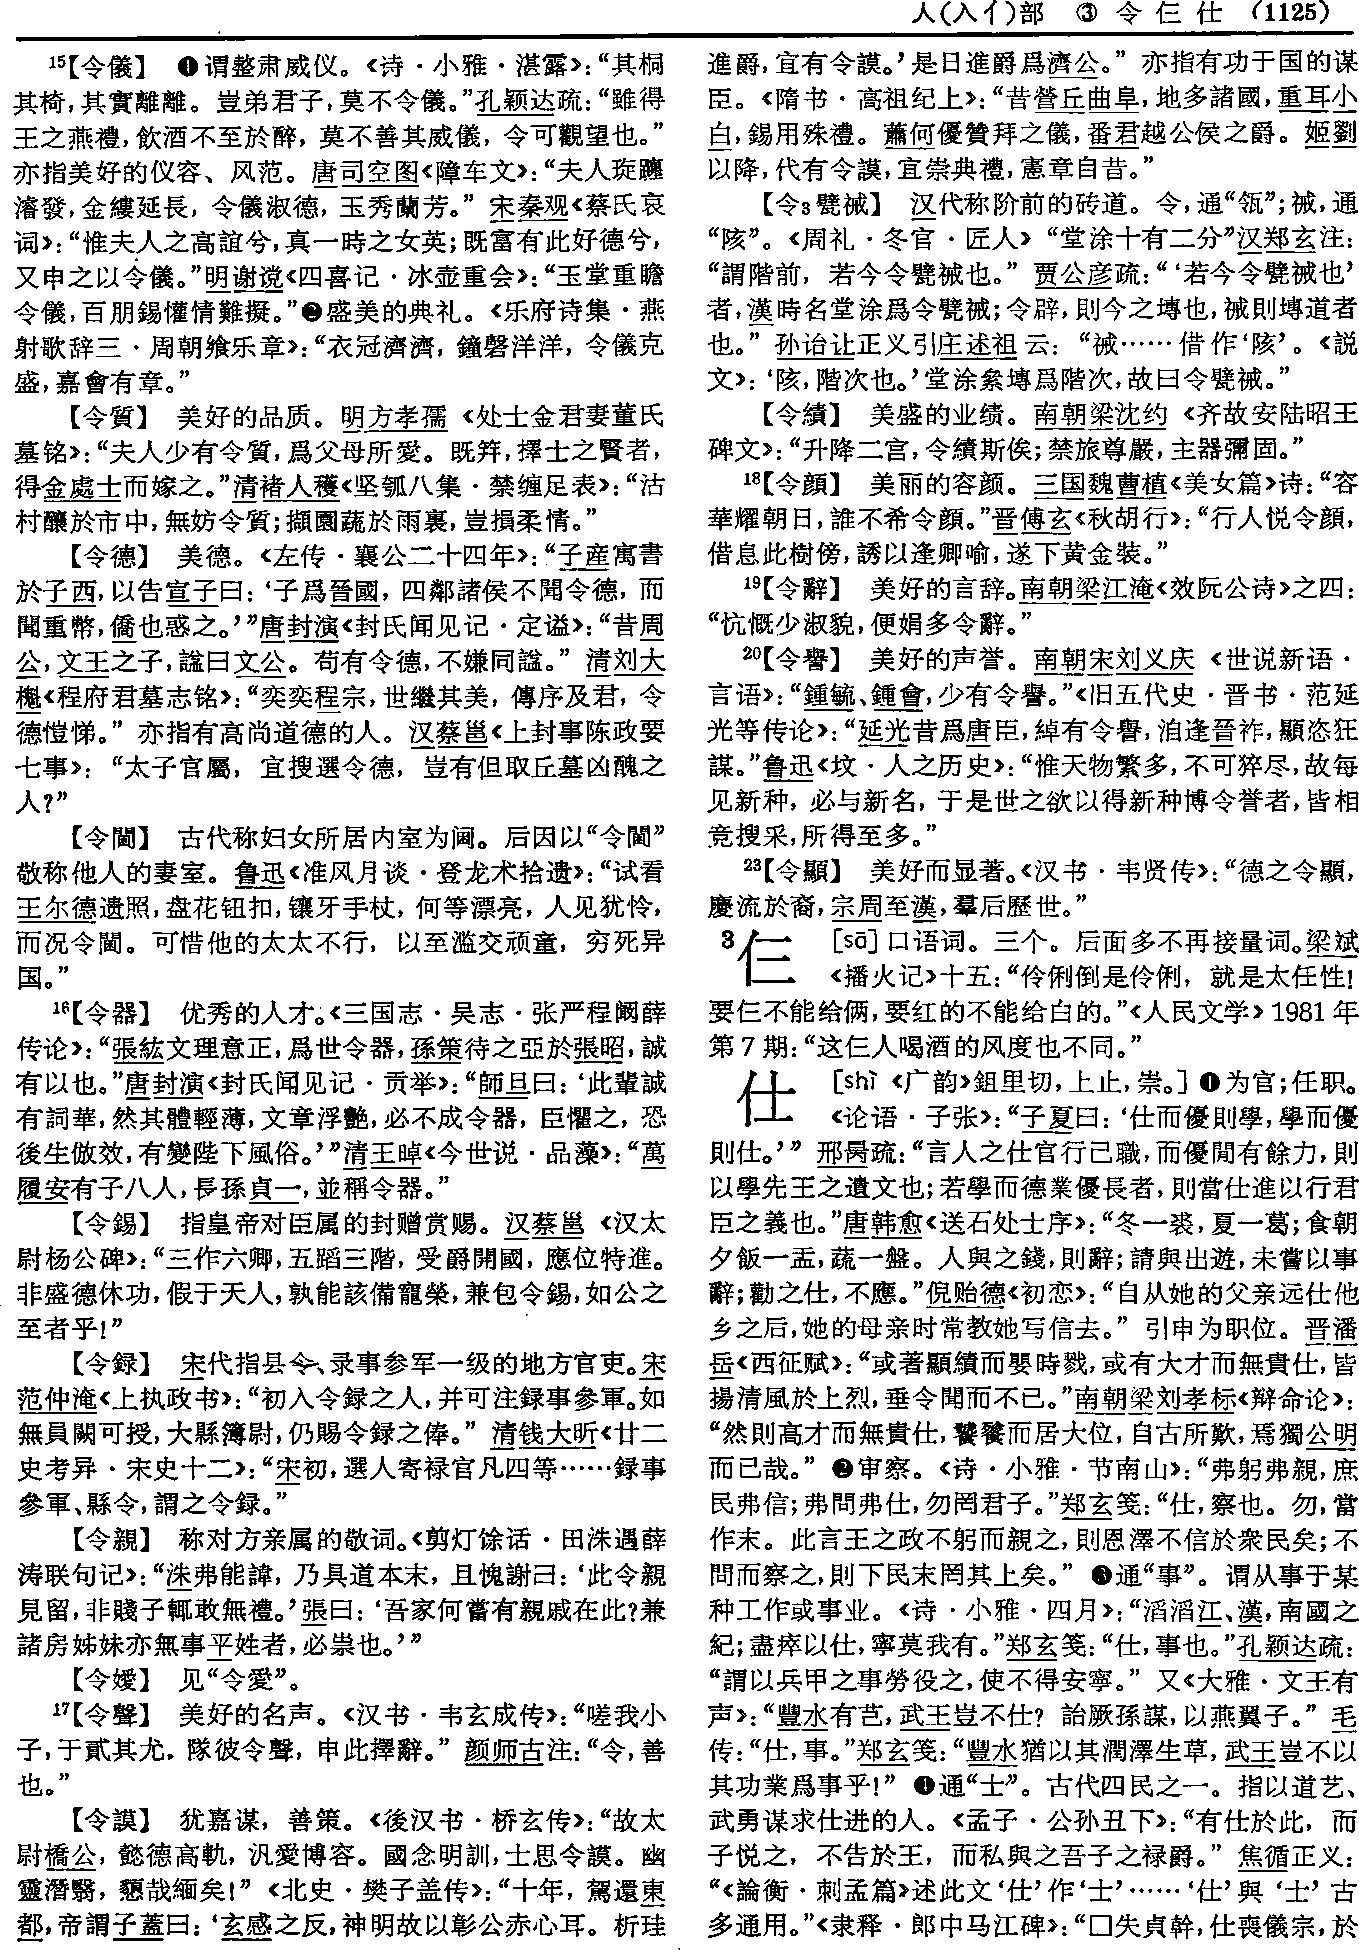 人(入亻)部 ③ 令仨仕 (1125)
15【令儀】 ❶谓整肃威仪。《诗·小雅·湛露》：“其桐
其椅，其實離離。豈弟君子，莫不令儀。”孔颖达疏：“雖得
王之燕禮，飲酒不至於醉，莫不善其威儀，令可觀望也。”
亦指美好的仪容、风范。唐司空图《障车文》：“夫人琁躔
濬發，金縷延長，令儀淑德，玉秀蘭芳。” 宋秦观《蔡氏哀
词》：“惟夫人之高誼兮，真一時之女英；既富有此好德兮，
又申之以令儀。”明谢谠《四喜记·冰壶重会》：“玉堂重瞻
令儀，百朋錫懽情難擬。”❷盛美的典礼。《乐府诗集·燕
射歌辞三·周朝飨乐章》：“衣冠濟濟，鐘磬洋洋，令儀克
盛，嘉會有章。”
【令質】 美好的品质。明方孝孺《处士金君妻董氏
墓铭》：“夫人少有令質，爲父母所愛。既笄，擇士之賢者，
得金處士而嫁之。”清褚人穫《坚瓠八集·禁缠足表》：“沽
村釀於市中，無妨令質；擷園蔬於雨裏，豈損柔情。”
【令德】 美德。《左传·襄公二十四年》：“子産寓書
於子西，以告宣子曰：‘子爲晉國，四鄰諸侯不聞令德，而
聞重幣，僑也惑之。’”唐封演《封氏闻见记·定谥》：“昔周
公，文王之子，諡曰文公。苟有令德，不嫌同諡。” 清刘大
櫆《程府君墓志铭》：“奕奕程宗，世繼其美，傳序及君，令
德愷悌。” 亦指有高尚道德的人。汉蔡邕《上封事陈政要
七事》：“太子官屬，宜搜選令德，豈有但取丘墓凶醜之
人？”
【令閫】 古代称妇女所居内室为阃。后因以“令閫”
敬称他人的妻室。鲁迅《准风月谈·登龙术拾遗》：“试看
王尔德遗照，盘花钮扣，镶牙手杖，何等漂亮，人见犹怜，
而况令閫。可惜他的太太不行，以至滥交顽童，穷死异
国。”
16【令器】 优秀的人才。《三国志·吴志·张严程阚薛
传论》：“張紘文理意正，爲世令器，孫策待之亞於張昭，誠
有以也。”唐封演《封氏闻见记·贡举》：“師旦曰：‘此輩誠
有詞華，然其體輕薄，文章浮艷，必不成令器，臣懼之，恐
後生倣效，有變陛下風俗。’”清王晫《今世说·品藻》：“萬
履安有子八人，長孫貞一，並稱令器。”
【令錫】 指皇帝对臣属的封赠赏赐。汉蔡邕《汉太
尉杨公碑》：“三作六卿，五蹈三階，受爵開國，應位特進。
非盛德休功，假于天人，孰能該備寵榮，兼包令錫，如公之
至者乎！”
【令録】 宋代指县令、录事参军一级的地方官吏。宋
范仲淹《上执政书》：“初入令録之人，并可注録事參軍。如
無員闕可授，大縣簿尉，仍賜令録之俸。” 清钱大昕《廿二
史考异·宋史十二》：“宋初，選人寄禄官凡四等……録事
參軍、縣令，謂之令録。”
【令親】 称对方亲属的敬词。《剪灯馀话·田洙遇薛
涛联句记》：“洙弗能諱，乃具道本末，且愧謝曰：‘此令親
見留，非賤子輒敢無禮。’張曰：‘吾家何嘗有親戚在此？兼
諸房姊妹亦無事平姓者，必祟也。’”
【令嬡】 见“令愛”。
17【令聲】 美好的名声。《汉书·韦玄成传》：“嗟我小
子，于貳其尤。隊彼令聲，申此擇辭。” 颜师古注：“令，善
也。”
【令謨】 犹嘉谋，善策。《後汉书·桥玄传》：“故太
尉橋公，懿德高軌，汎愛博容。國念明訓，士思令謨。幽
靈潛翳，懇哉緬矣！”《北史·樊子盖传》：“十年，駕還東
都，帝謂子蓋曰：‘玄感之反，神明故以彰公赤心耳。析珪
進爵，宜有令謨。’是日進爵爲濟公。” 亦指有功于国的谋
臣。《隋书·高祖纪上》：“昔營丘曲阜，地多諸國，重耳小
白，錫用殊禮。蕭何優贊拜之儀，番君越公侯之爵。姬劉
以降，代有令謨，宜崇典禮，憲章自昔。”
【令3甓裓】 汉代称阶前的砖道。令，通“瓴”；裓，通
“陔”。《周礼·冬官·匠人》“堂涂十有二分”汉郑玄注：
“謂階前，若今令甓裓也。” 贾公彦疏：“‘若今令甓裓也’
者，漢時名堂涂爲令甓裓；令辟，則今之塼也，裓則塼道者
也。” 孙诒让正义引庄述祖云：“裓……借作‘陔’。《説
文》：‘陔，階次也。’堂涂絫塼爲階次，故曰令甓裓。”
【令績】 美盛的业绩。南朝梁沈约《齐故安陆昭王
碑文》：“升降二宫，令績斯俟；禁旅尊嚴，主器彌固。”
18【令顔】 美丽的容颜。三国魏曹植《美女篇》诗：“容
華耀朝日，誰不希令顔。”晋傅玄《秋胡行》：“行人悦令顔，
借息此樹傍，誘以逢卿喻，遂下黄金裝。”
19【令辭】 美好的言辞。南朝梁江淹《效阮公诗》之四：
“忼慨少淑貌，便娟多令辭。”
20【令譽】 美好的声誉。南朝宋刘义庆《世说新语·
言语》：“鍾毓、鍾會，少有令譽。”《旧五代史·晋书·范延
光等传论》：“延光昔爲唐臣，綽有令譽，洎逢晉祚，顯恣狂
謀。”鲁迅《坟·人之历史》：“惟天物繁多，不可猝尽，故每
见新种，必与新名，于是世之欲以得新种博令誉者，皆相
竞搜采，所得至多。”
23【令顯】 美好而显著。《汉书·韦贤传》：“德之令顯，
慶流於裔，宗周至漢，羣后歷世。”
3仨 ［sā］口语词。三个。后面多不再接量词。梁斌
《播火记》十五：“伶俐倒是伶俐，就是太任性！
要仨不能给俩，要红的不能给白的。”《人民文学》1981年
第7期：“这仨人喝酒的风度也不同。”
仕 ［shì《广韵》鉏里切，上止，崇。］❶为官；任职。
《论语·子张》：“子夏曰：‘仕而優則學，學而優
則仕。’” 邢昺疏：“言人之仕官行己職，而優閒有餘力，則
以學先王之遺文也；若學而德業優長者，則當仕進以行君
臣之義也。”唐韩愈《送石处士序》：“冬一裘，夏一葛；食朝
夕飯一盂，蔬一盤。人與之錢，則辭；請與出遊，未嘗以事
辭；勸之仕，不應。”倪贻德《初恋》：“自从她的父亲远仕他
乡之后，她的母亲时常教她写信去。” 引申为职位。晋潘
岳《西征赋》：“或著顯績而嬰時戮，或有大才而無貴仕，皆
揚清風於上烈，垂令聞而不已。”南朝梁刘孝标《辩命论》：
“然則高才而無貴仕，饕餮而居大位，自古所歎，焉獨公明
而已哉。” ❷审察。《诗·小雅·节南山》：“弗躬弗親，庶
民弗信；弗問弗仕，勿罔君子。”郑玄笺：“仕，察也。勿，當
作末。此言王之政不躬而親之，則恩澤不信於衆民矣；不
問而察之，則下民末罔其上矣。” ❸通“事”。谓从事于某
种工作或事业。《诗·小雅·四月》：“滔滔江、漢，南國之
紀；盡瘁以仕，寧莫我有。”郑玄笺：“仕，事也。”孔颖达疏：
“謂以兵甲之事勞役之，使不得安寧。” 又《大雅·文王有
声》：“豐水有芑，武王豈不仕？詒厥孫謀，以燕翼子。” 毛
传：“仕，事。”郑玄笺：“豐水猶以其潤澤生草，武王豈不以
其功業爲事乎！” ❹通“士”。古代四民之一。指以道艺、
武勇谋求仕进的人。《孟子·公孙丑下》：“有仕於此，而
子悦之，不告於王，而私與之吾子之禄爵。” 焦循正义：
“《論衡·刺孟篇》述此文‘仕’作‘士’……‘仕’與‘士’古
多通用。”《隶释·郎中马江碑》：“□失貞幹，仕喪儀宗，於